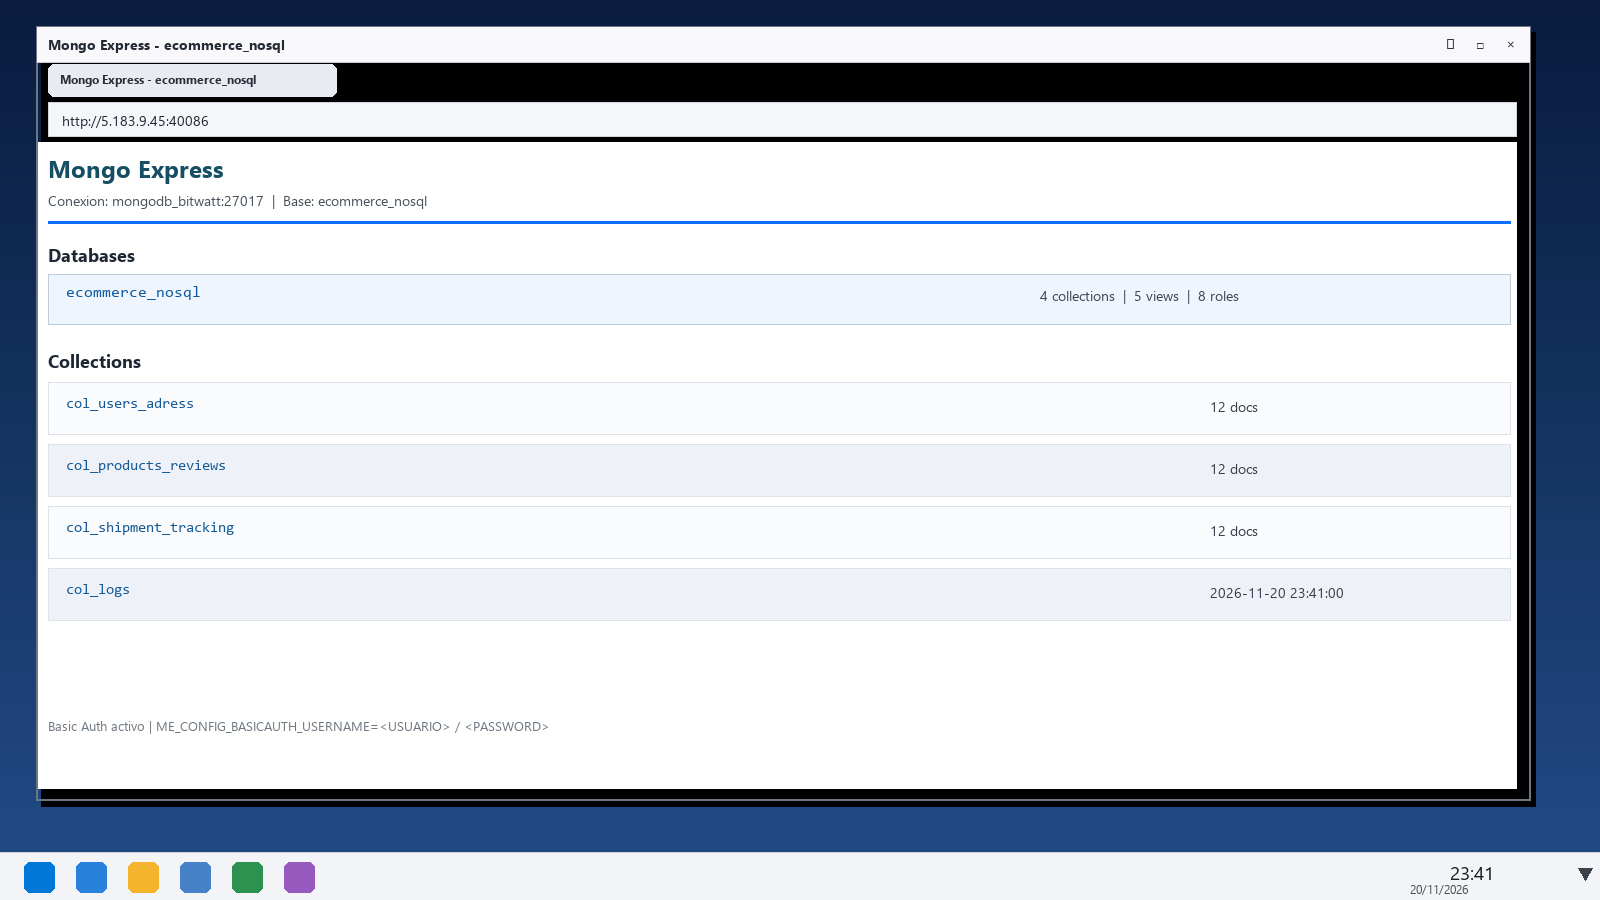 Mongo Express - ecommerce_nosql
Mongo Express - ecommerce_nosql
http://5.183.9.45:40086
Mongo Express
Conexion: mongodb_bitwatt:27017 | Base: ecommerce_nosql
Databases
ecommerce_nosql 4 collections | 5 views | 8 roles
Collections
col_users_adress 12 docs
col_products_reviews 12 docs
col_shipment_tracking 12 docs
col_logs 2026-11-20 23:41:00
Basic Auth activo | ME_CONFIG_BASICAUTH_USERNAME=<USUARIO> / <PASSWORD>
23:41
20/11/2026